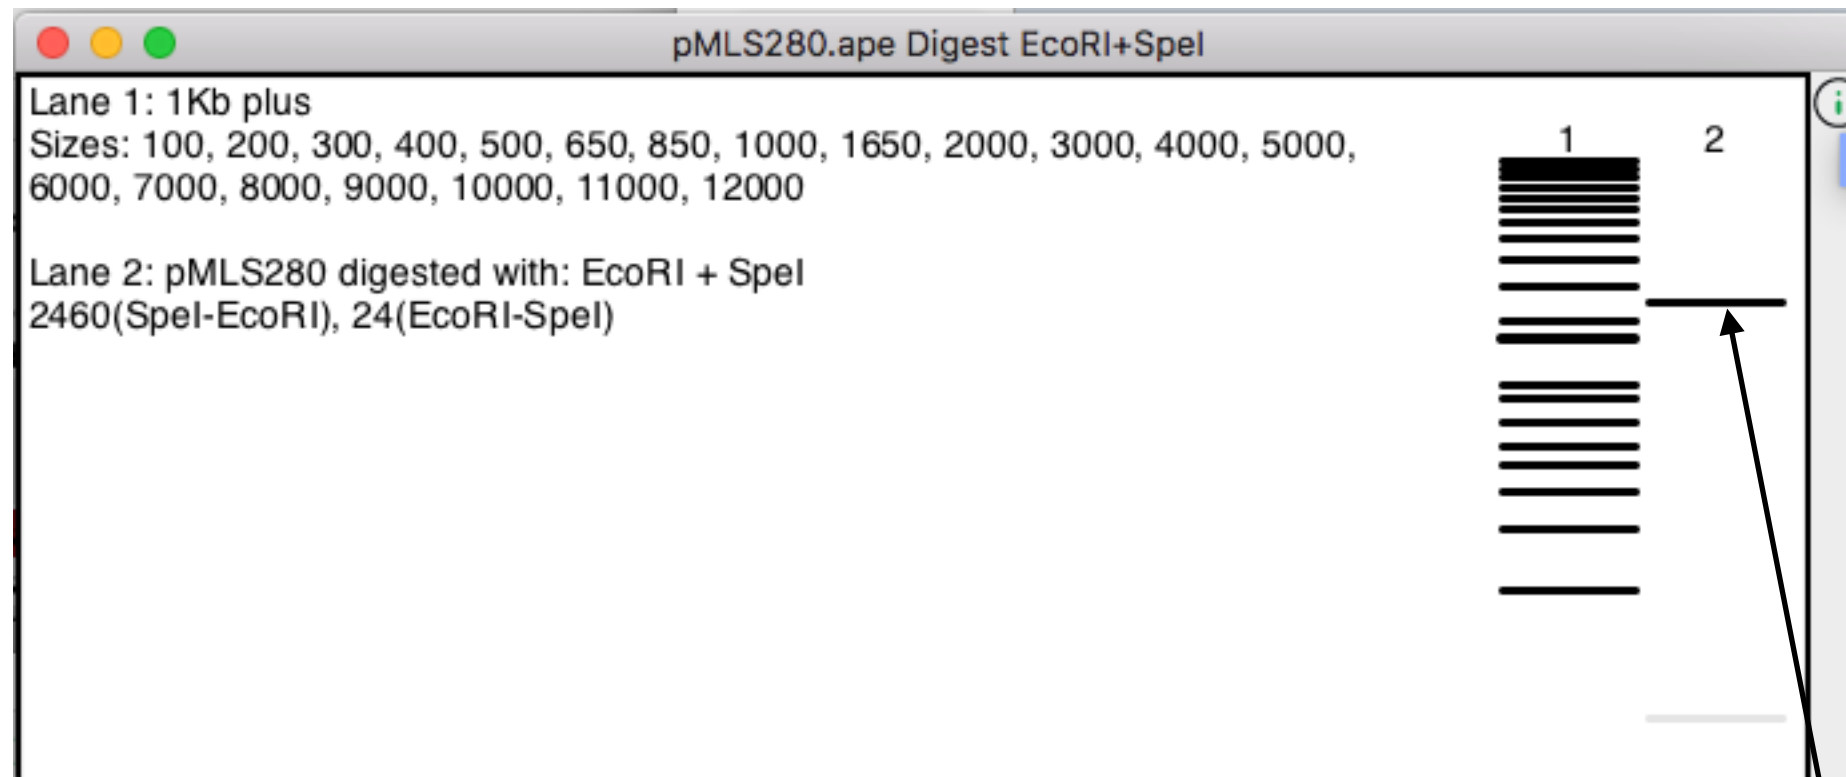 pMLS280.ape Digest EcoRI+SpeI
Lane 1: 1Kb plus
Sizes: 100, 200, 300, 400, 500, 650, 850, 1000, 1650, 2000, 3000, 4000, 5000,
6000, 7000, 8000, 9000, 10000, 11000, 12000
Lane 2: pMLS280 digested with: EcoRI + SpeI
2460(SpeI-EcoRI), 24(EcoRI-SpeI)
1 2
i